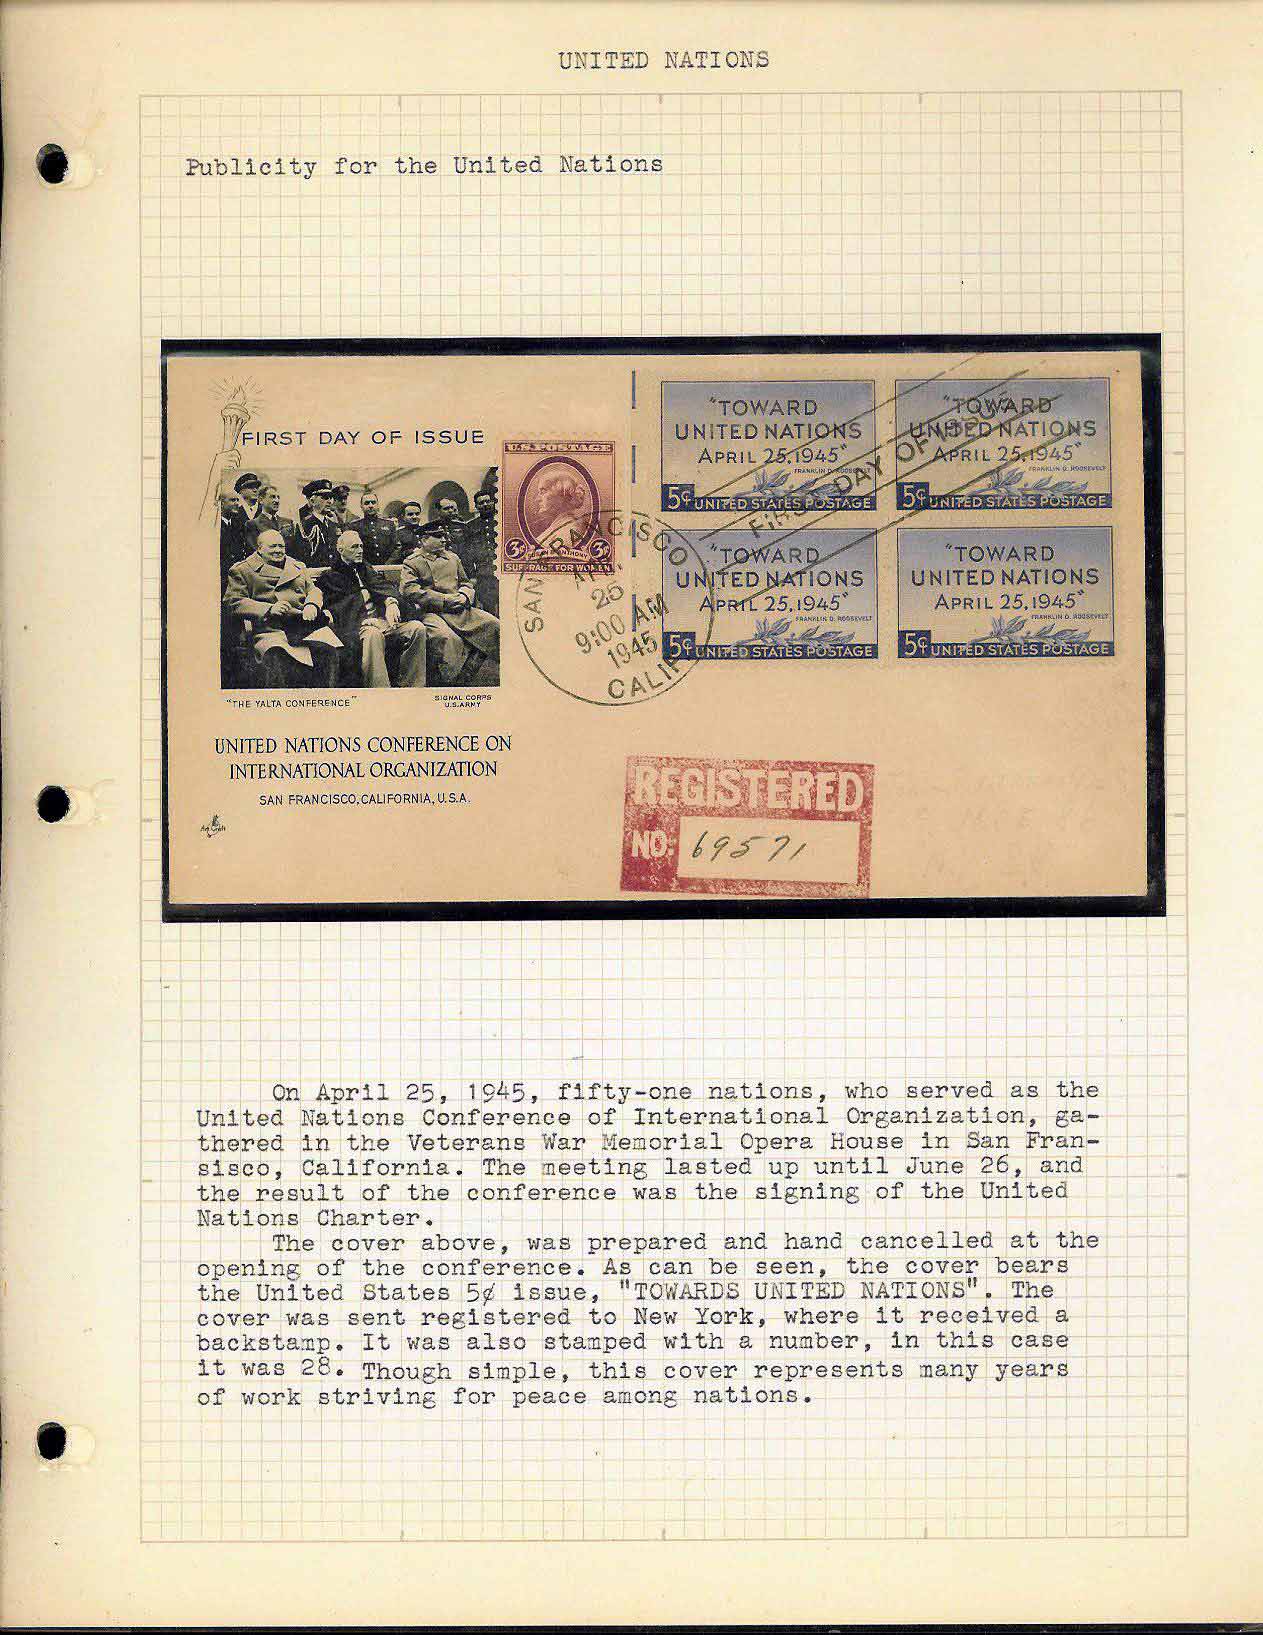 UNITED NATIONS
Publicity for the United Nations
FIRST DAY OF ISSUE
"THE YALTA CONFERENCE"
SIGNAL CORPS
U.S.ARMY
UNITED NATIONS CONFERENCE ON
INTERNATIONAL ORGANIZATION
SAN FRANCISCO, CALIFORNIA, U.S.A.
Art Craft
U.S. POSTAGE
3¢ SUSAN B. ANTHONY 3¢
SUFFRAGE FOR WOMEN
SAN FRANCISCO
APR
25
9:00 AM
1945
CALIF.
FIRST DAY OF ISSUE
"TOWARD
UNITED NATIONS
APRIL 25, 1945"
FRANKLIN D. ROOSEVELT
5¢ UNITED STATES POSTAGE
"TOWARD
UNITED NATIONS
APRIL 25, 1945"
FRANKLIN D. ROOSEVELT
5¢ UNITED STATES POSTAGE
"TOWARD
UNITED NATIONS
APRIL 25, 1945"
FRANKLIN D. ROOSEVELT
5¢ UNITED STATES POSTAGE
"TOWARD
UNITED NATIONS
APRIL 25, 1945"
FRANKLIN D. ROOSEVELT
5¢ UNITED STATES POSTAGE
REGISTERED
NO. 69571
On April 25, 1945, fifty-one nations, who served as the
United Nations Conference of International Organization, ga-
thered in the Veterans War Memorial Opera House in San Fran-
sisco, California. The meeting lasted up until June 26, and
the result of the conference was the signing of the United
Nations Charter.
The cover above, was prepared and hand cancelled at the
opening of the conference. As can be seen, the cover bears
the United States 5¢ issue, "TOWARDS UNITED NATIONS". The
cover was sent registered to New York, where it received a
backstamp. It was also stamped with a number, in this case
it was 28. Though simple, this cover represents many years
of work striving for peace among nations.